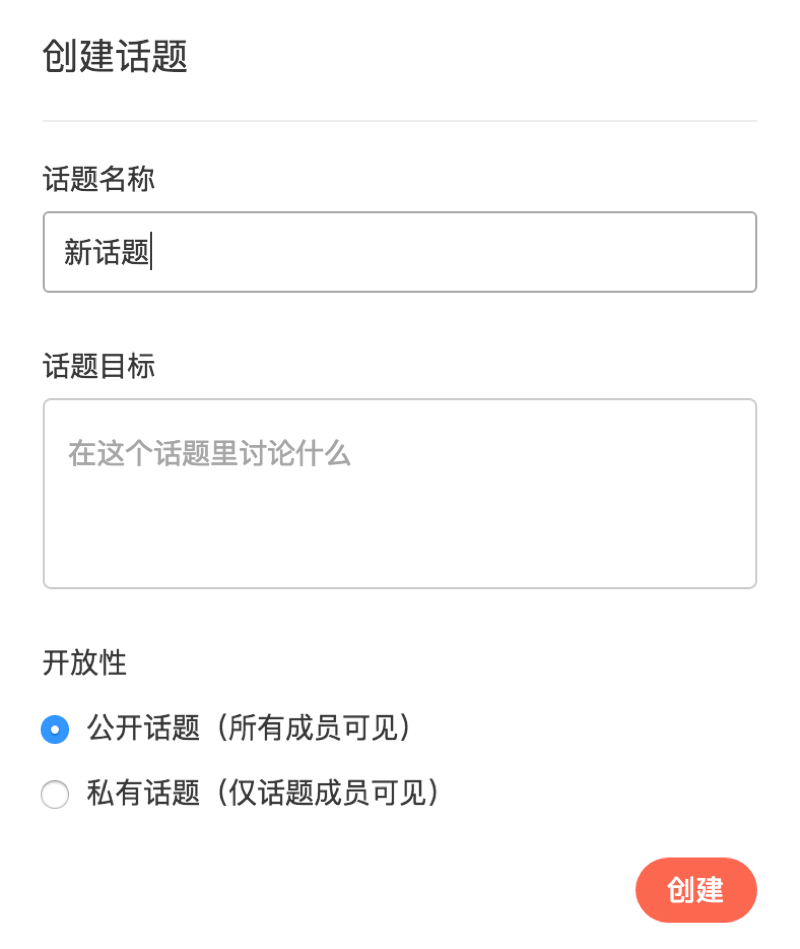 创建话题
话题名称
新话题
话题目标
在这个话题里讨论什么
开放性
公开话题（所有成员可见）
私有话题（仅话题成员可见）
创建